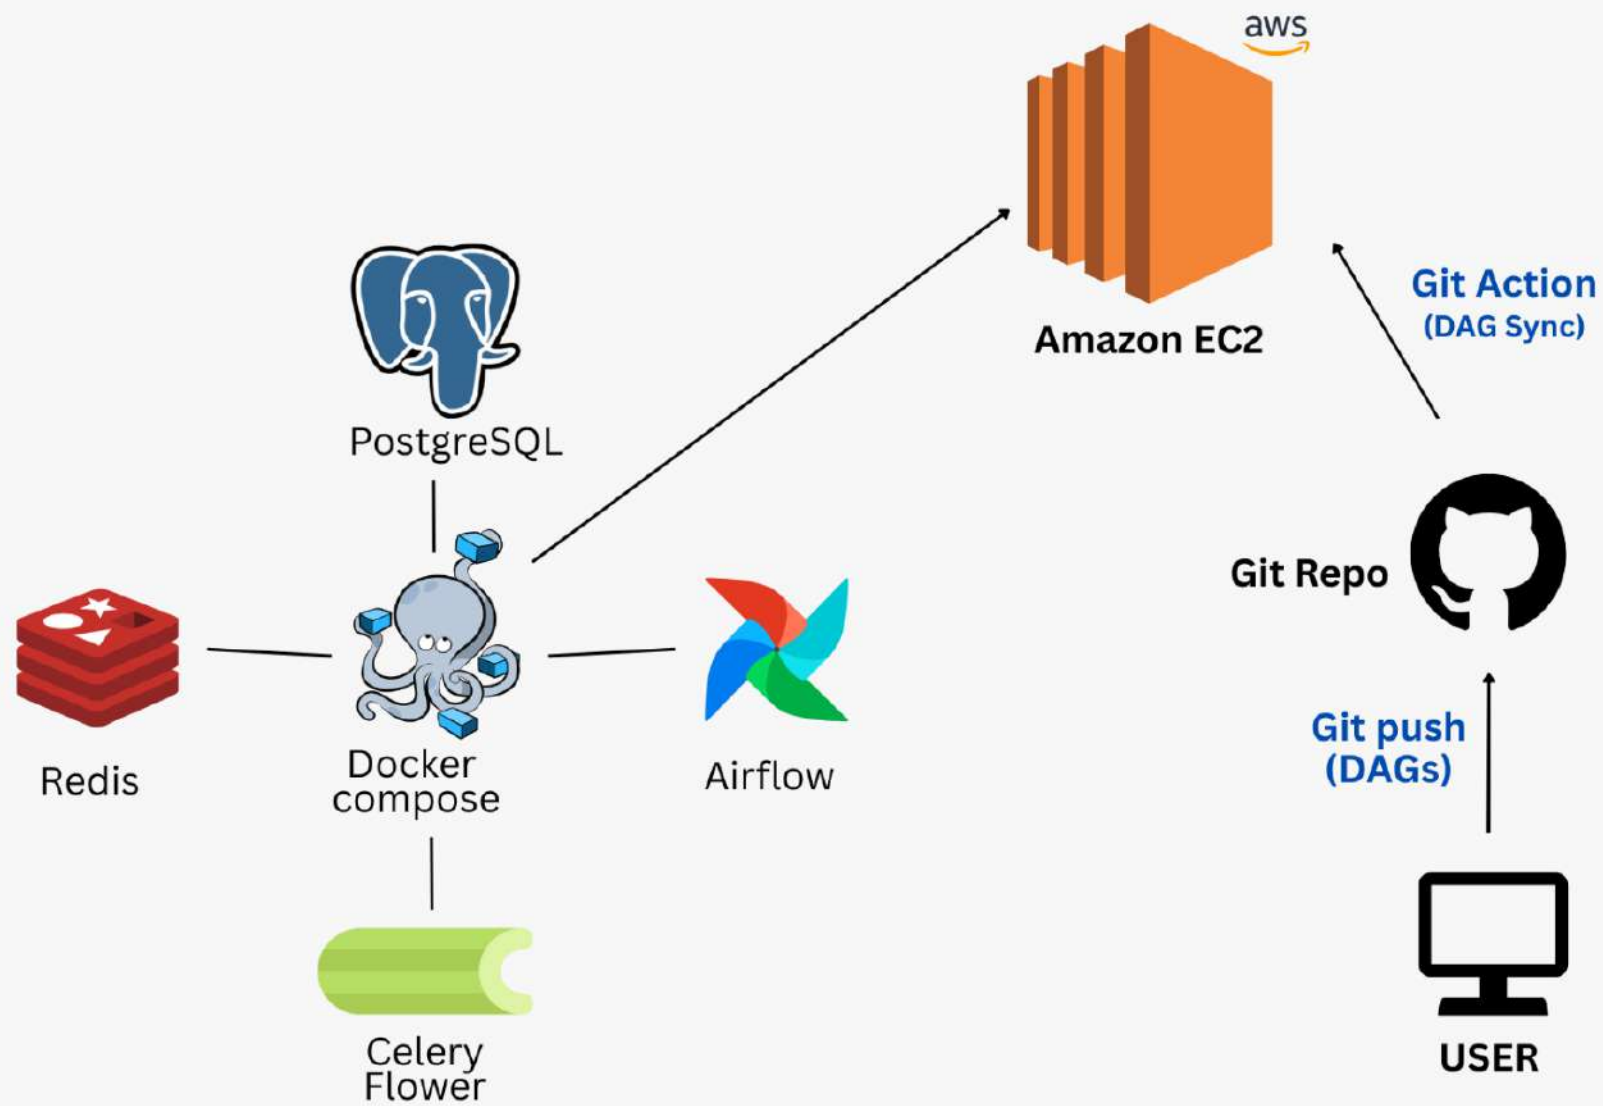 aws
Amazon EC2
Git Action
(DAG Sync)
PostgreSQL
Git Repo
Redis
Docker
compose
Airflow
Git push
(DAGs)
Celery
Flower
USER